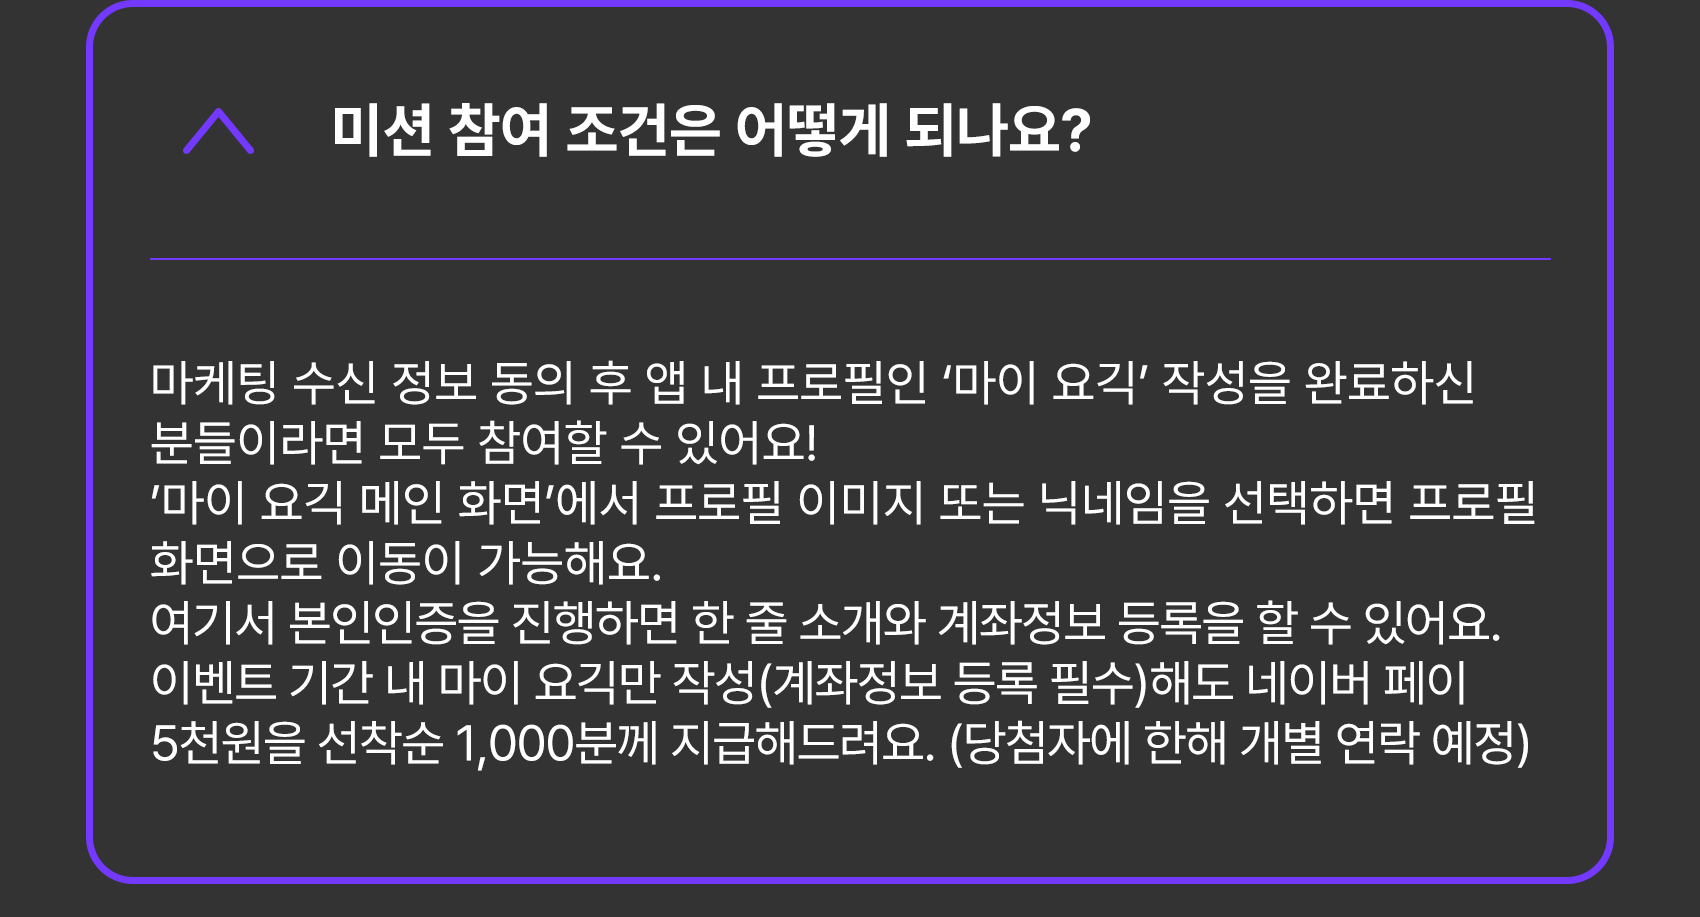 미션 참여 조건은 어떻게 되나요?
마케팅 수신 정보 동의 후 앱 내 프로필인 ‘마이 요긱’ 작성을 완료하신
분들이라면 모두 참여할 수 있어요!
’마이 요긱 메인 화면’에서 프로필 이미지 또는 닉네임을 선택하면 프로필
화면으로 이동이 가능해요.
여기서 본인인증을 진행하면 한 줄 소개와 계좌정보 등록을 할 수 있어요.
이벤트 기간 내 마이 요긱만 작성(계좌정보 등록 필수)해도 네이버 페이
5천원을 선착순 1,000분께 지급해드려요. (당첨자에 한해 개별 연락 예정)